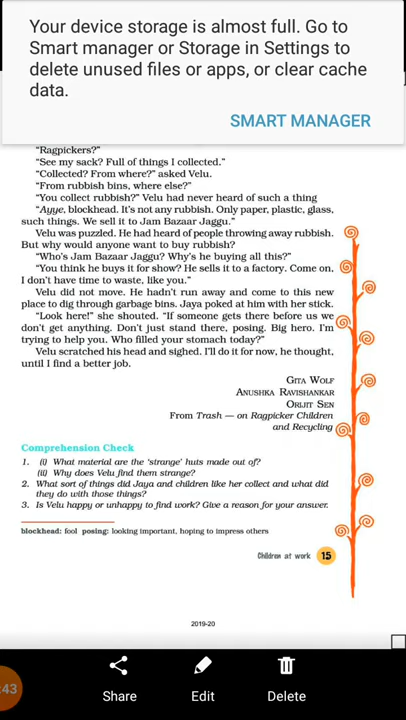 Your device storage is almost full. Go to
Smart manager or Storage in Settings to
delete unused files or apps, or clear cache
data.
SMART MANAGER
"Ragpickers?"
"See my sack? Full of things I collected."
"Collected? From where?" asked Velu.
"From rubbish bins, where else?"
"You collect rubbish?" Velu had never heard of such a thing
"Ayye, blockhead. It's not any rubbish. Only paper, plastic, glass,
such things. We sell it to Jam Bazaar Jaggu."
Velu was puzzled. He had heard of people throwing away rubbish.
But why would anyone want to buy rubbish?
"Who's Jam Bazaar Jaggu? Why's he buying all this?"
"You think he buys it for show? He sells it to a factory. Come on,
I don't have time to waste, like you."
Velu did not move. He hadn't run away and come to this new
place to dig through garbage bins. Jaya poked at him with her stick.
"Look here!" she shouted. "If someone gets there before us we
don't get anything. Don't just stand there, posing. Big hero. I'm
trying to help you. Who filled your stomach today?"
Velu scratched his head and sighed. I'll do it for now, he thought,
until I find a better job.
GITA WOLF
ANUSHKA RAVISHANKAR
ORIJIT SEN
From Trash — on Ragpicker Children
and Recycling
Comprehension Check
1. (i) What material are the 'strange' huts made out of?
(ii) Why does Velu find them strange?
2. What sort of things did Jaya and children like her collect and what did
they do with those things?
3. Is Velu happy or unhappy to find work? Give a reason for your answer.
blockhead: fool posing: looking important, hoping to impress others
Children at work 15
2019-20
:43
Share Edit Delete